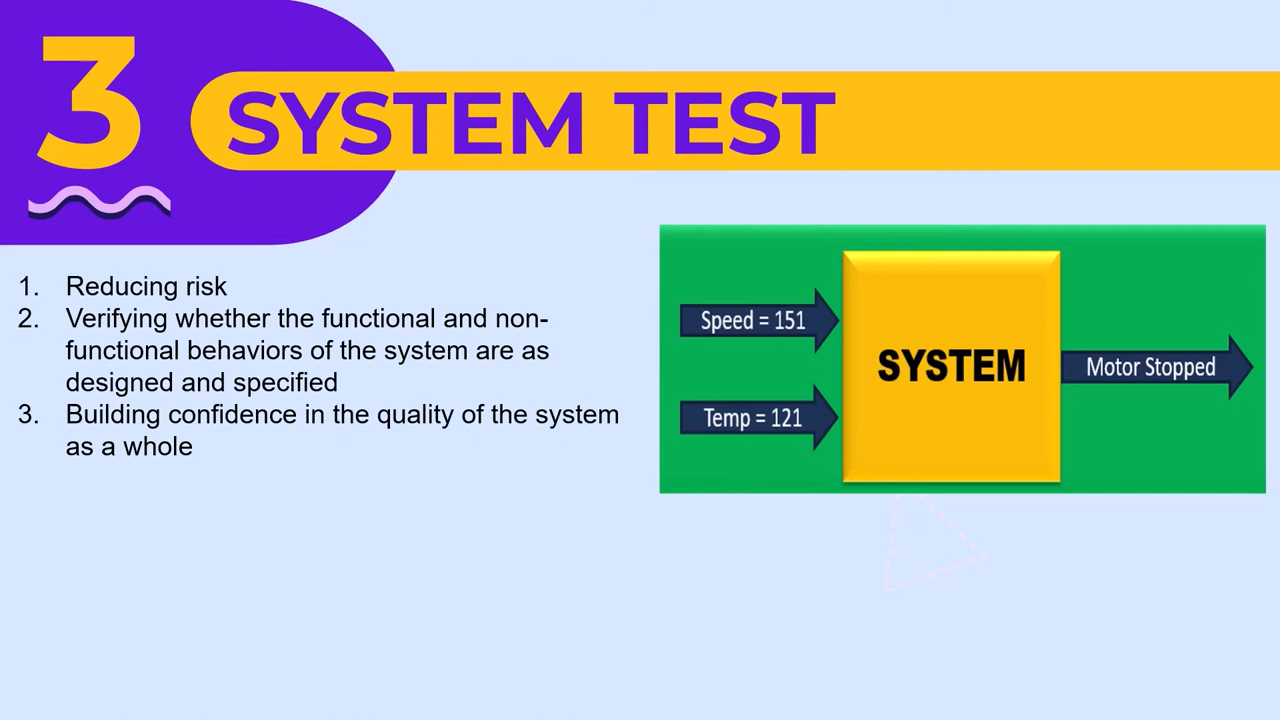 3
SYSTEM TEST
1. Reducing risk
2. Verifying whether the functional and non-
functional behaviors of the system are as
designed and specified
3. Building confidence in the quality of the system
as a whole
Speed = 151
Temp = 121
SYSTEM
Motor Stopped